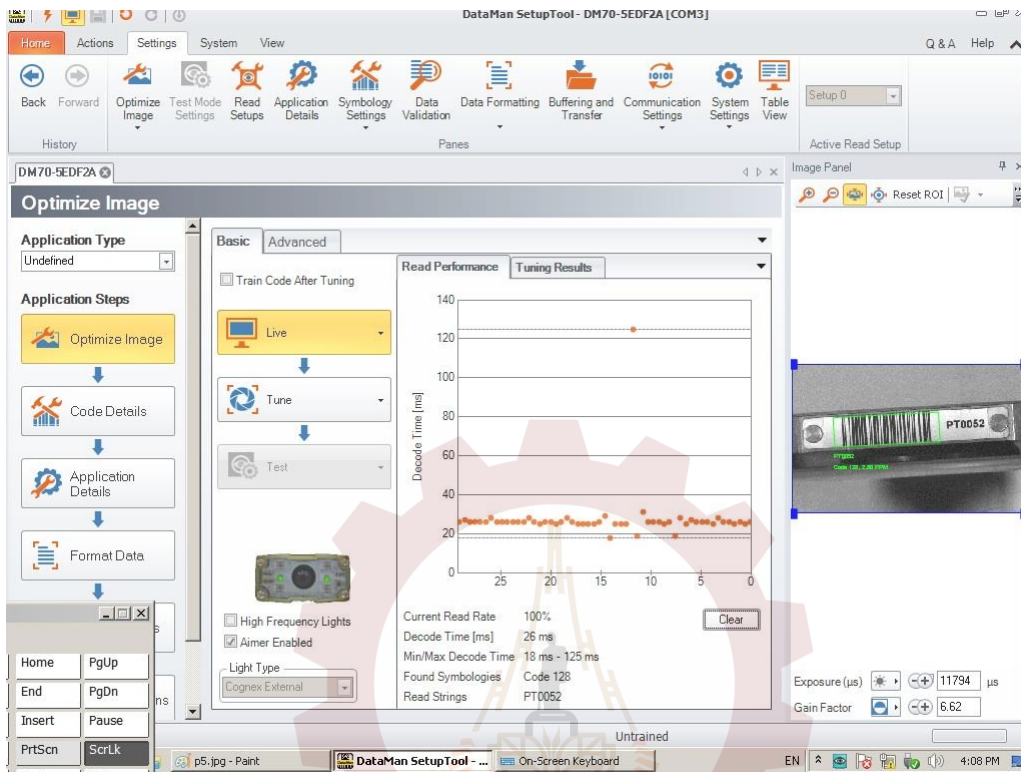 DataMan SetupTool - DM70-5EDF2A [COM3]
Home Actions Settings System View Q & A Help
Back Forward Optimize Image Test Mode Settings Read Setups Application Details Symbology Settings Data Validation Data Formatting Buffering and Transfer Communication Settings System Settings Table View Setup 0
History Panes Active Read Setup
DM70-5EDF2A
Image Panel
Optimize Image
Reset ROI
Application Type
Undefined
Application Steps
Optimize Image
Code Details
Application Details
Format Data
Basic Advanced
Train Code After Tuning
Live
Tune
Test
High Frequency Lights
Aimer Enabled
Light Type
Cognex External
Read Performance Tuning Results
Decode Time [ms]
140
120
100
80
60
40
20
0
25 20 15 10 5 0
Current Read Rate 100%
Clear
Decode Time [ms] 26 ms
Min/Max Decode Time 18 ms - 125 ms
Found Symbologies Code 128
Read Strings PT0052
PT0052
PT0052
Exposure (µs) 11794 µs
Gain Factor 6.62
Untrained
Home PgUp
End PgDn
Insert Pause
PrtScn ScrLk
p5.jpg - Paint DataMan SetupTool - ... On-Screen Keyboard EN 4:08 PM